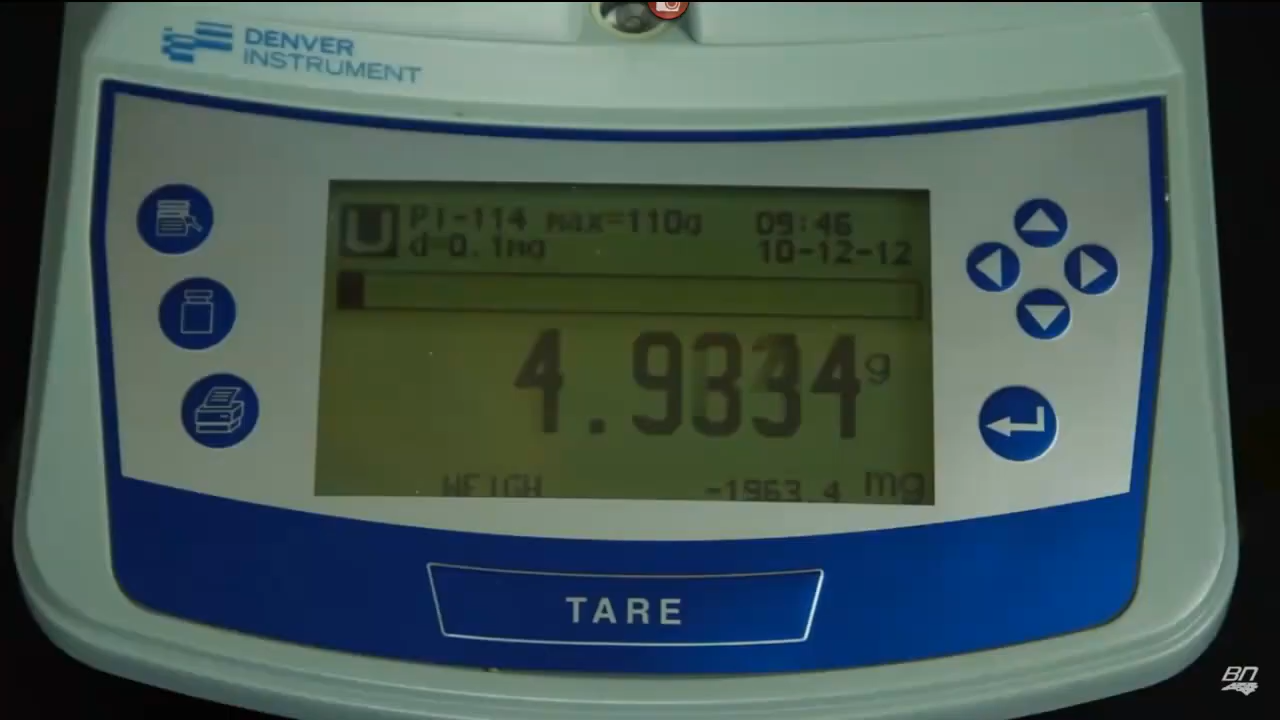 DENVER
INSTRUMENT
PI-114 max=110g 09:46
d=0.1mg 10-12-12
4.9334 g
WEIGH -1963.4 mg
TARE